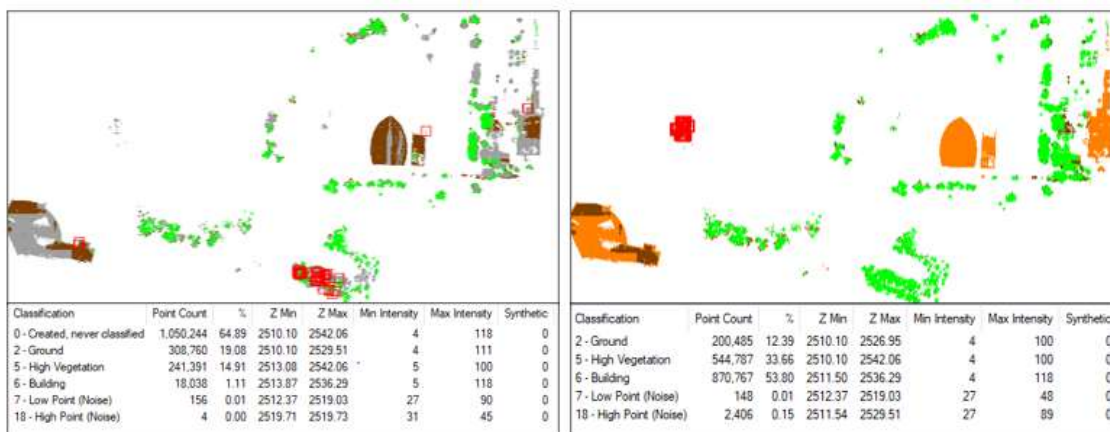 Classification Point Count % Z Min Z Max Min Intensity Max Intensity Synthetic
0 - Created, never classified 1,050,244 64.89 2510.10 2542.06 4 118 0
2 - Ground 308,760 19.08 2510.10 2529.51 4 111 0
5 - High Vegetation 241,391 14.91 2513.08 2542.06 5 100 0
6 - Building 18,038 1.11 2513.87 2536.29 5 118 0
7 - Low Point (Noise) 156 0.01 2512.37 2519.03 27 90 0
18 - High Point (Noise) 4 0.00 2519.71 2519.73 31 45 0
Classification Point Count % Z Min Z Max Min Intensity Max Intensity Synthetic
2 - Ground 200,485 12.39 2510.10 2526.95 4 100 0
5 - High Vegetation 544,787 33.66 2510.10 2542.06 4 100 0
6 - Building 870,767 53.80 2511.50 2536.29 4 118 0
7 - Low Point (Noise) 148 0.01 2512.37 2519.03 27 48 0
18 - High Point (Noise) 2,406 0.15 2511.54 2529.51 27 89 0